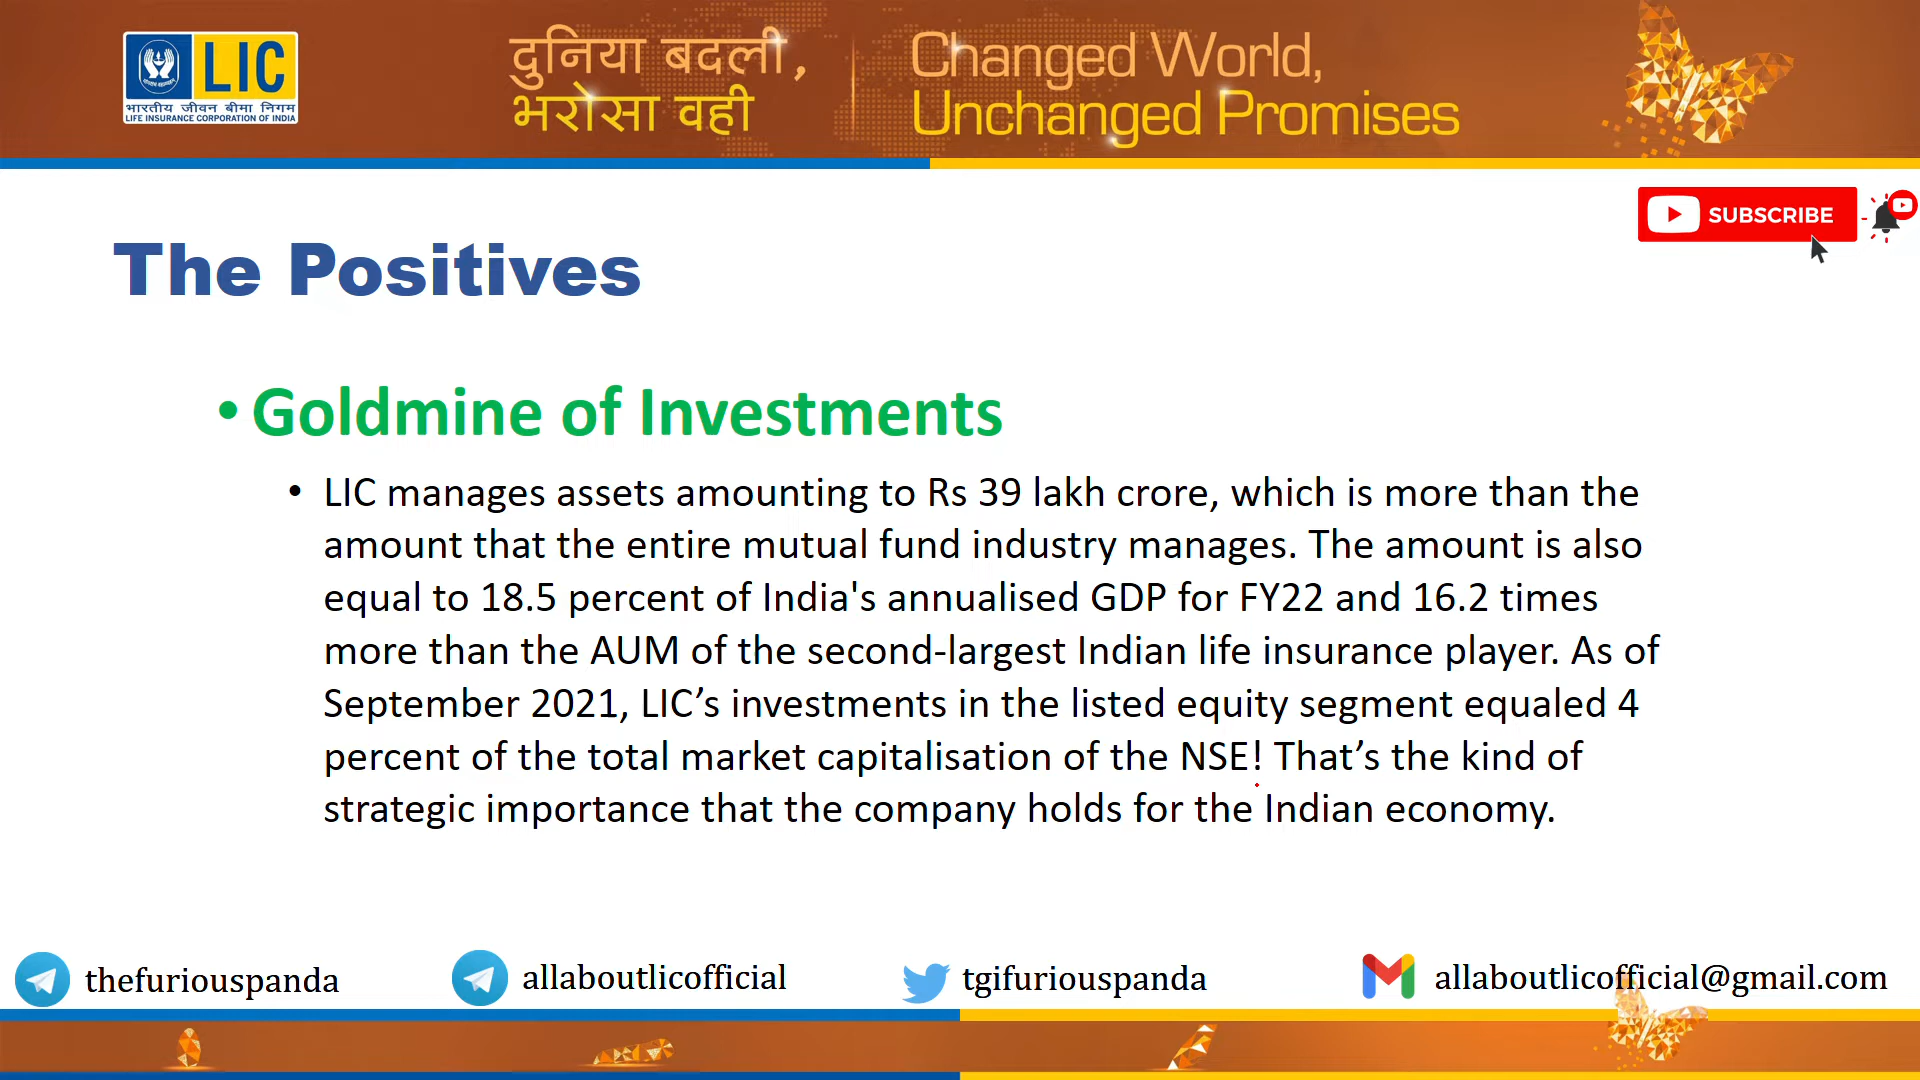 LIC
भारतीय जीवन बीमा निगम
LIFE INSURANCE CORPORATION OF INDIA
दुनिया बदली,
भरोसा वही
Changed World,
Unchanged Promises
SUBSCRIBE
The Positives
• Goldmine of Investments
• LIC manages assets amounting to Rs 39 lakh crore, which is more than the
amount that the entire mutual fund industry manages. The amount is also
equal to 18.5 percent of India's annualised GDP for FY22 and 16.2 times
more than the AUM of the second-largest Indian life insurance player. As of
September 2021, LIC’s investments in the listed equity segment equaled 4
percent of the total market capitalisation of the NSE! That’s the kind of
strategic importance that the company holds for the Indian economy.
thefuriouspanda
allaboutlicofficial
tgifuriouspanda
allaboutlicofficial@gmail.com